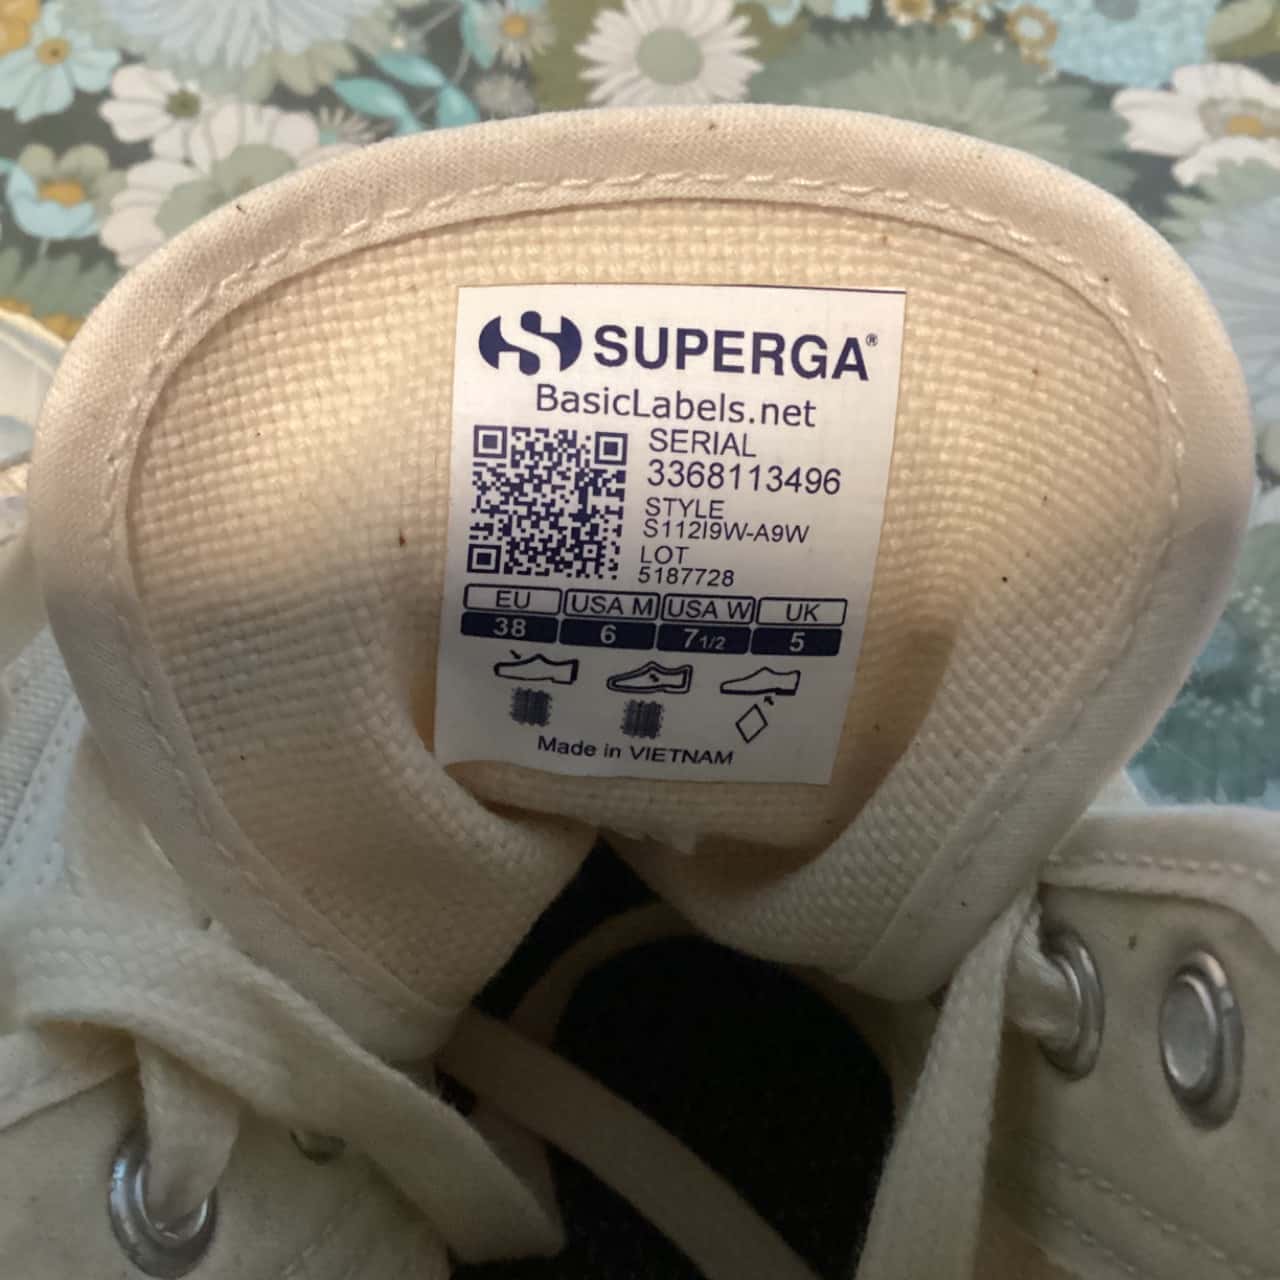 SUPERGA®
BasicLabels.net
SERIAL
3368113496
STYLE
S112I9W-A9W
LOT
5187728
EU USA M USA W UK
38 6 7 1/2 5
Made in VIETNAM